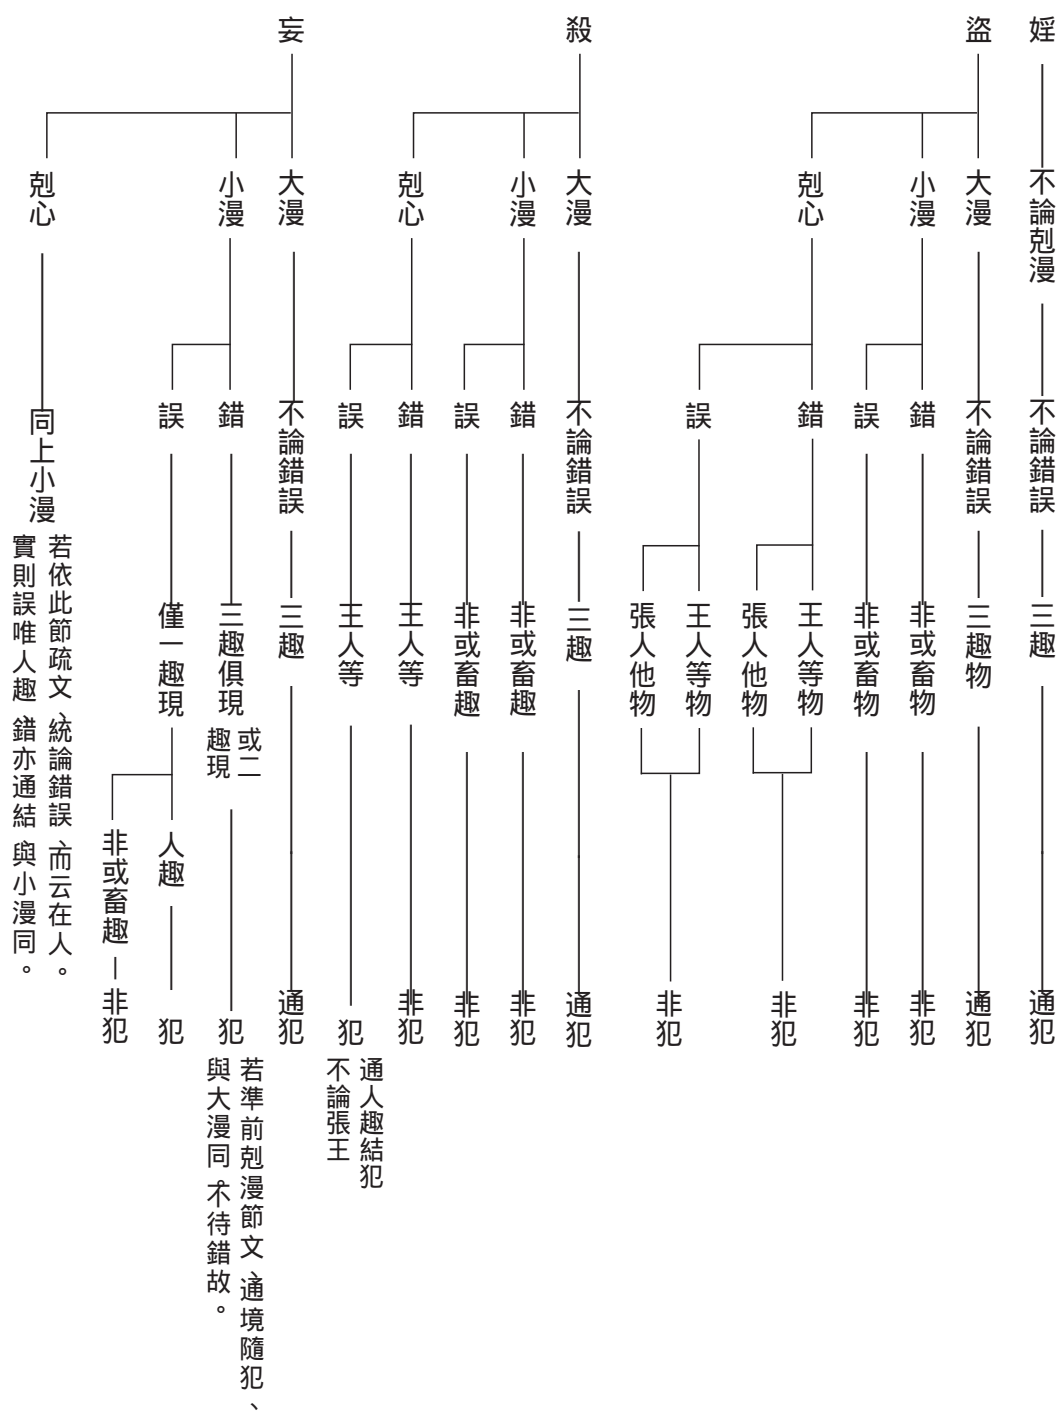 婬
不論剋漫
不論錯誤
三趣
通犯
盜
大漫
不論錯誤
三趣物
通犯
小漫
錯
非或畜物
非犯
誤
非或畜物
非犯
剋心
錯
王人等物
張人他物
非犯
誤
王人等物
張人他物
非犯
殺
大漫
不論錯誤
三趣
通犯
小漫
錯
非或畜趣
非犯
誤
非或畜趣
非犯
剋心
錯
王人等
非犯
誤
王人等
犯
通人趣結犯
不論張王
妄
大漫
不論錯誤
三趣
通犯
小漫
錯
三趣俱現
或二
趣現
犯
若準前剋漫節文、通境隨犯、
與大漫同。不待錯故。
誤
僅一趣現
人趣
犯
非或畜趣
非犯
剋心
同上小漫
若依此節疏文、統論錯誤、而云在人。
實則誤唯人趣、錯亦通結、與小漫同。